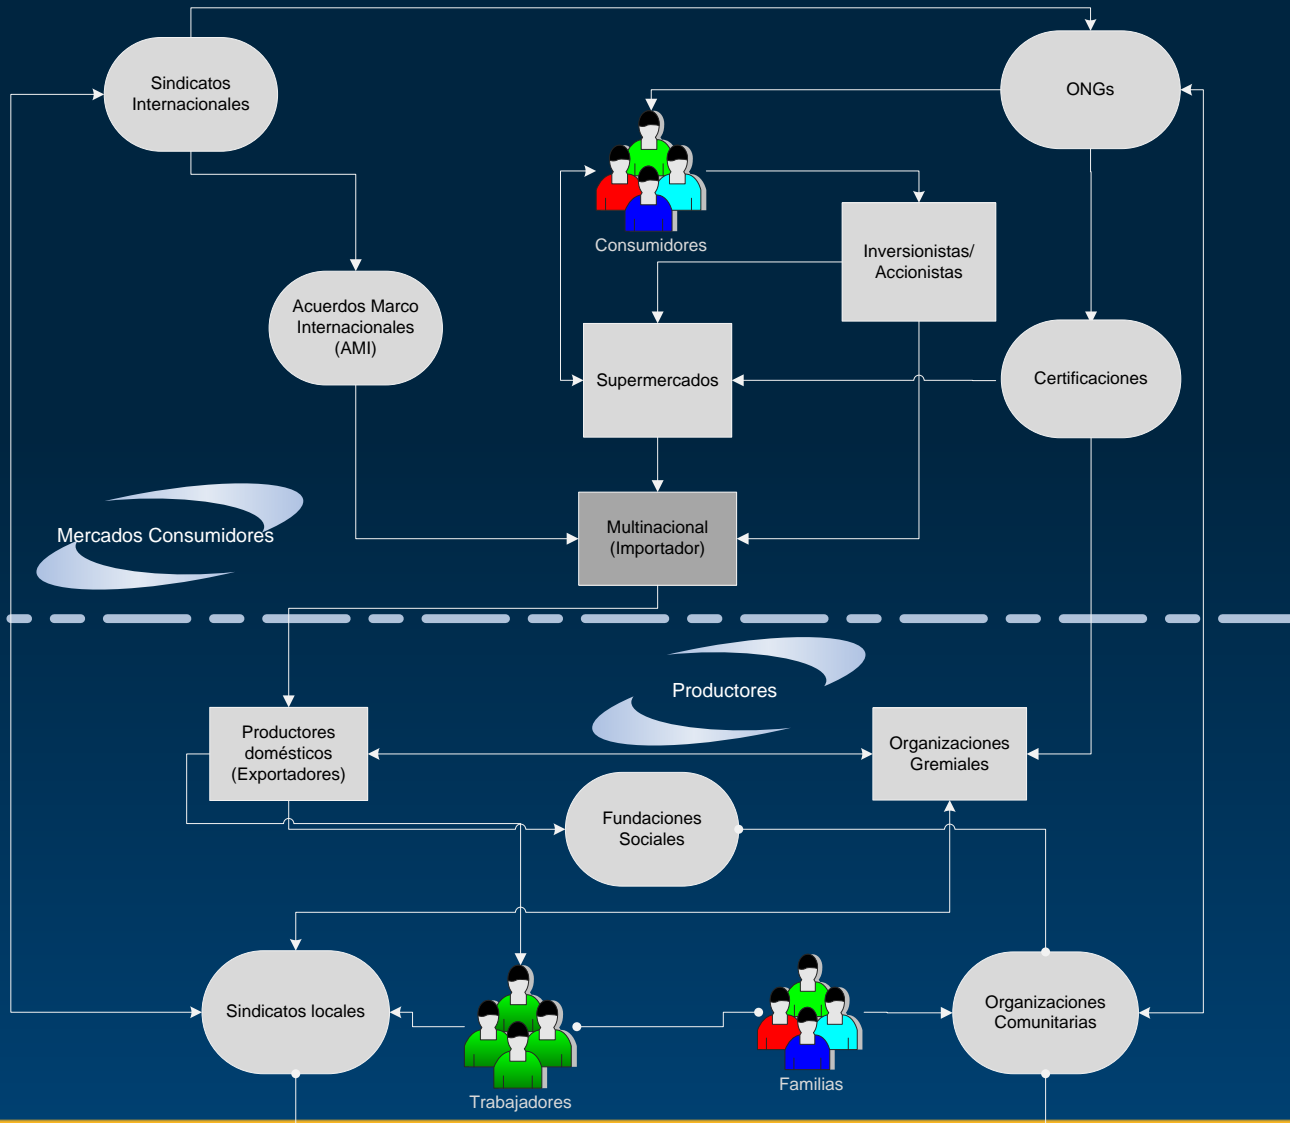 Sindicatos
Internacionales
ONGs
Consumidores
Inversionistas/
Accionistas
Acuerdos Marco
Internacionales
(AMI)
Supermercados
Certificaciones
Multinacional
(Importador)
Mercados Consumidores
Productores
Productores
domésticos
(Exportadores)
Organizaciones
Gremiales
Fundaciones
Sociales
Sindicatos locales
Organizaciones
Comunitarias
Trabajadores
Familias